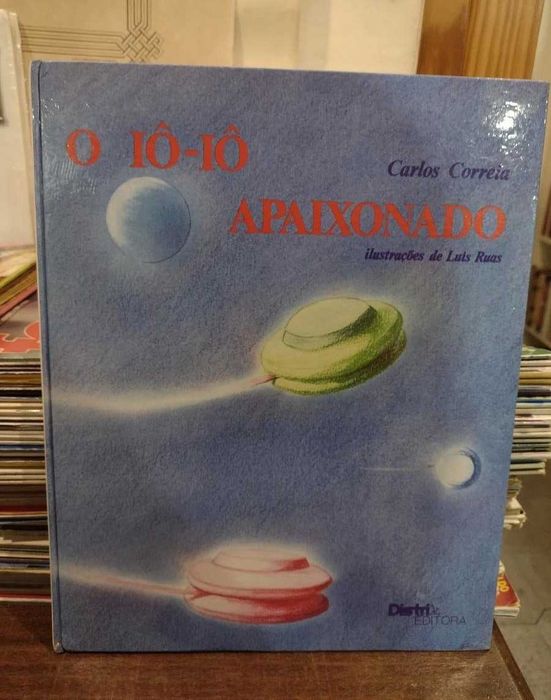 O IÔ-IÔ
Carlos Correia
APAIXONADO
ilustrações de Luís Ruas
Distri
EDITORA